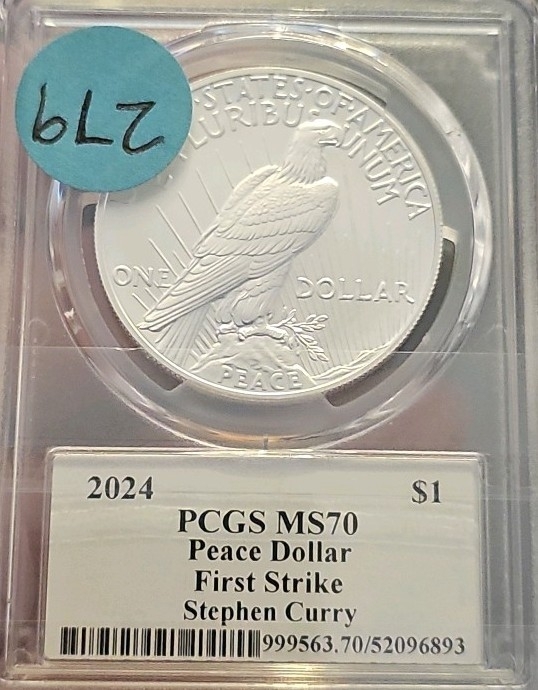 279
STATES·OF·AMERICA
PLURIBUS UNUM
ONE DOLLAR
PEACE
2024 $1
PCGS MS70
Peace Dollar
First Strike
Stephen Curry
999563.70/52096893